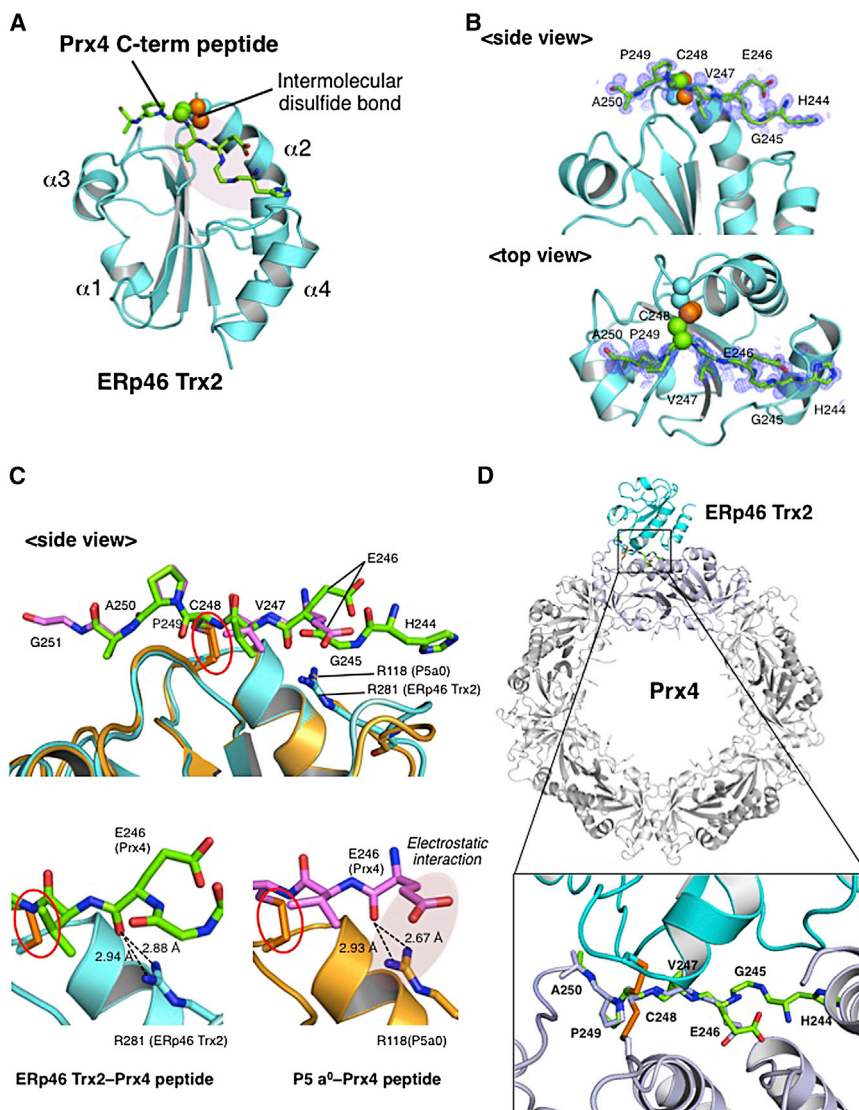 A
Prx4 C-term peptide
Intermolecular
disulfide bond
α2
α3
α1
α4
ERp46 Trx2
B
<side view>
P249
C248
E246
V247
A250
H244
G245
<top view>
C248
A250 P249
E246
V247
G245
H244
C
<side view>
E246
A250
C248
V247
H244
P249
G251
G245
R118 (P5a0)
R281 (ERp46 Trx2)
E246
(Prx4)
2.88 Å
2.94 Å
R281 (ERp46 Trx2)
ERp46 Trx2–Prx4 peptide
Electrostatic
interaction
E246
(Prx4)
2.67 Å
2.93 Å
R118(P5a0)
P5 a⁰–Prx4 peptide
D
ERp46 Trx2
Prx4
V247
G245
A250
C248
H244
P249
E246